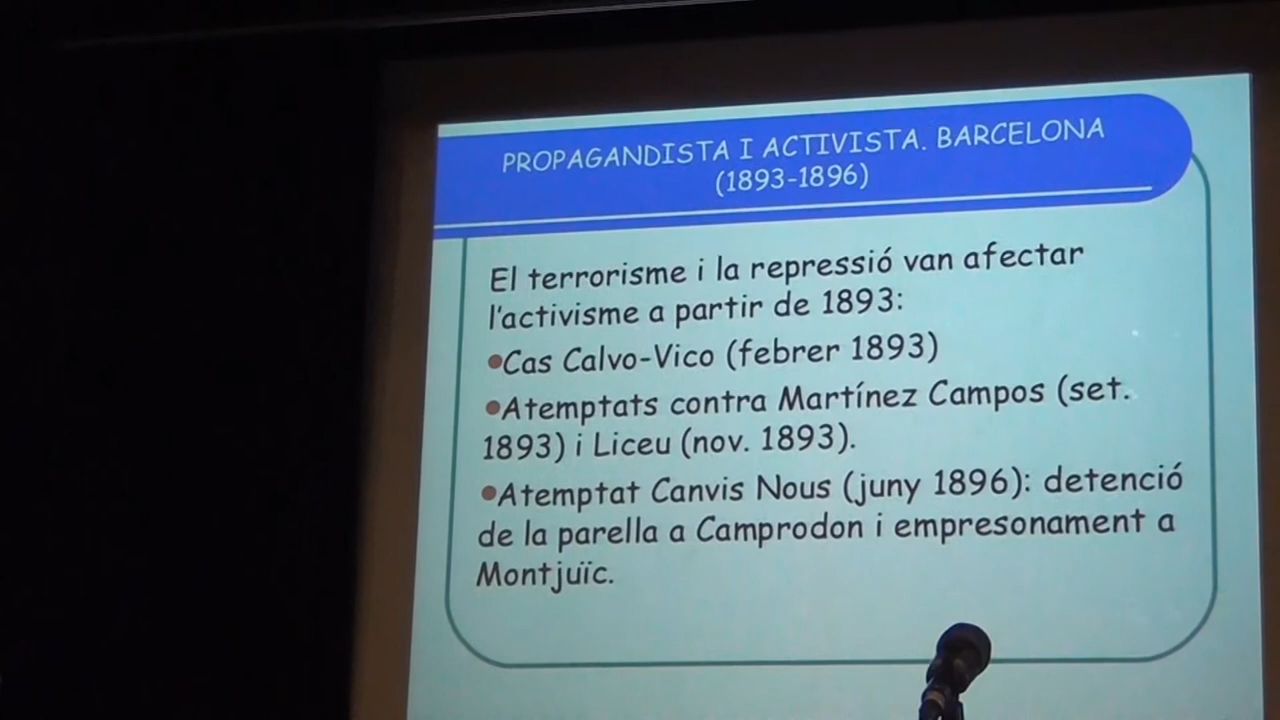 PROPAGANDISTA I ACTIVISTA. BARCELONA
(1893-1896)
El terrorisme i la repressió van afectar
l'activisme a partir de 1893:
•Cas Calvo-Vico (febrer 1893)
•Atemptats contra Martínez Campos (set.
1893) i Liceu (nov. 1893).
•Atemptat Canvis Nous (juny 1896): detenció
de la parella a Camprodon i empresonament a
Montjuïc.